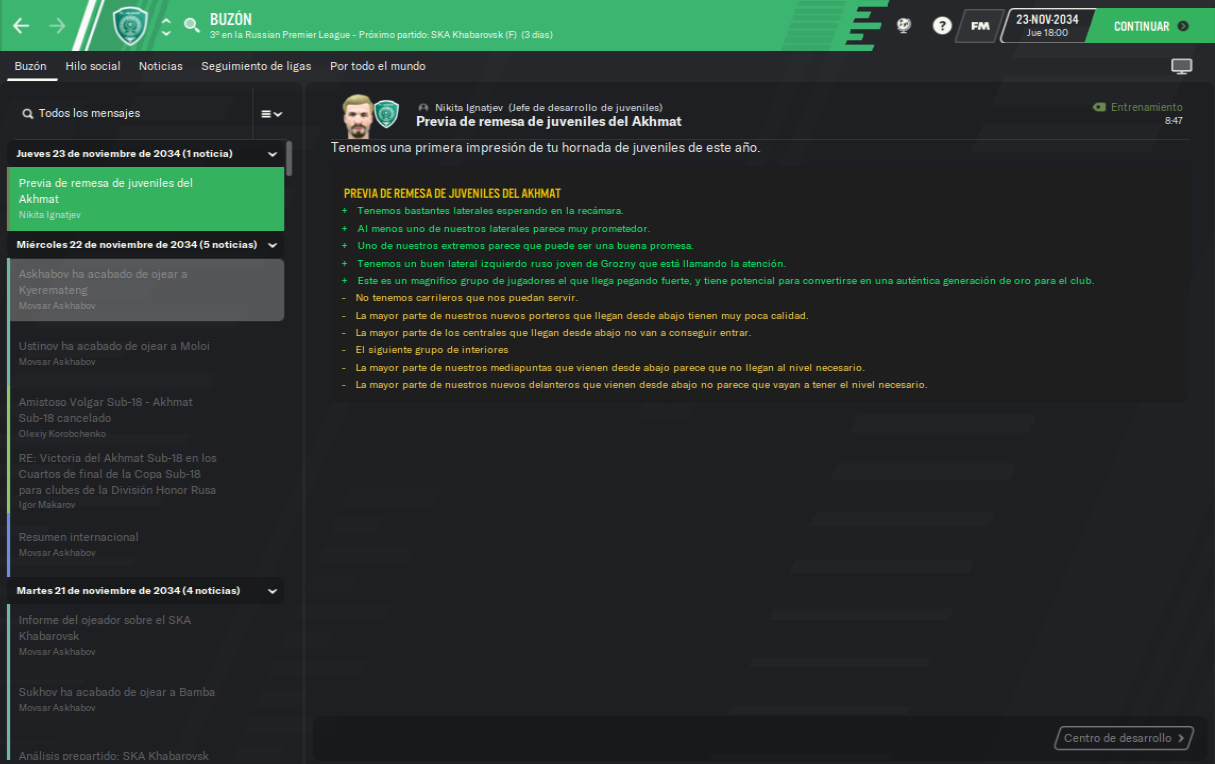 BUZÓN
3º en la Russian Premier League - Próximo partido: SKA Khabarovsk (F) (3 días)
?
FM
23-NOV-2034
Jue 18:00
CONTINUAR
Buzón
Hilo social
Noticias
Seguimiento de ligas
Por todo el mundo
Todos los mensajes
Jueves 23 de noviembre de 2034 (1 noticia)
Previa de remesa de juveniles del
Akhmat
Nikita Ignatjev
Miércoles 22 de noviembre de 2034 (5 noticias)
Askhabov ha acabado de ojear a
Kyeremateng
Movsar Askhabov
Ustinov ha acabado de ojear a Moloi
Movsar Askhabov
Amistoso Volgar Sub-18 - Akhmat
Sub-18 cancelado
Olexiy Korobchenko
RE: Victoria del Akhmat Sub-18 en los
Cuartos de final de la Copa Sub-18
para clubes de la División Honor Rusa
Igor Makarov
Resumen internacional
Movsar Askhabov
Martes 21 de noviembre de 2034 (4 noticias)
Informe del ojeador sobre el SKA
Khabarovsk
Movsar Askhabov
Sukhov ha acabado de ojear a Bamba
Movsar Askhabov
Análisis prepartido: SKA Khabarovsk
Nikita Ignatjev (Jefe de desarrollo de juveniles)
Previa de remesa de juveniles del Akhmat
Entrenamiento
8:47
Tenemos una primera impresión de tu hornada de juveniles de este año.
PREVIA DE REMESA DE JUVENILES DEL AKHMAT
+ Tenemos bastantes laterales esperando en la recámara.
+ Al menos uno de nuestros laterales parece muy prometedor.
+ Uno de nuestros extremos parece que puede ser una buena promesa.
+ Tenemos un buen lateral izquierdo ruso joven de Grozny que está llamando la atención.
+ Este es un magnífico grupo de jugadores el que llega pegando fuerte, y tiene potencial para convertirse en una auténtica generación de oro para el club.
- No tenemos carrileros que nos puedan servir.
- La mayor parte de nuestros nuevos porteros que llegan desde abajo tienen muy poca calidad.
- La mayor parte de los centrales que llegan desde abajo no van a conseguir entrar.
- El siguiente grupo de interiores
- La mayor parte de nuestros mediapuntas que vienen desde abajo parece que no llegan al nivel necesario.
- La mayor parte de nuestros nuevos delanteros que vienen desde abajo no parece que vayan a tener el nivel necesario.
Centro de desarrollo